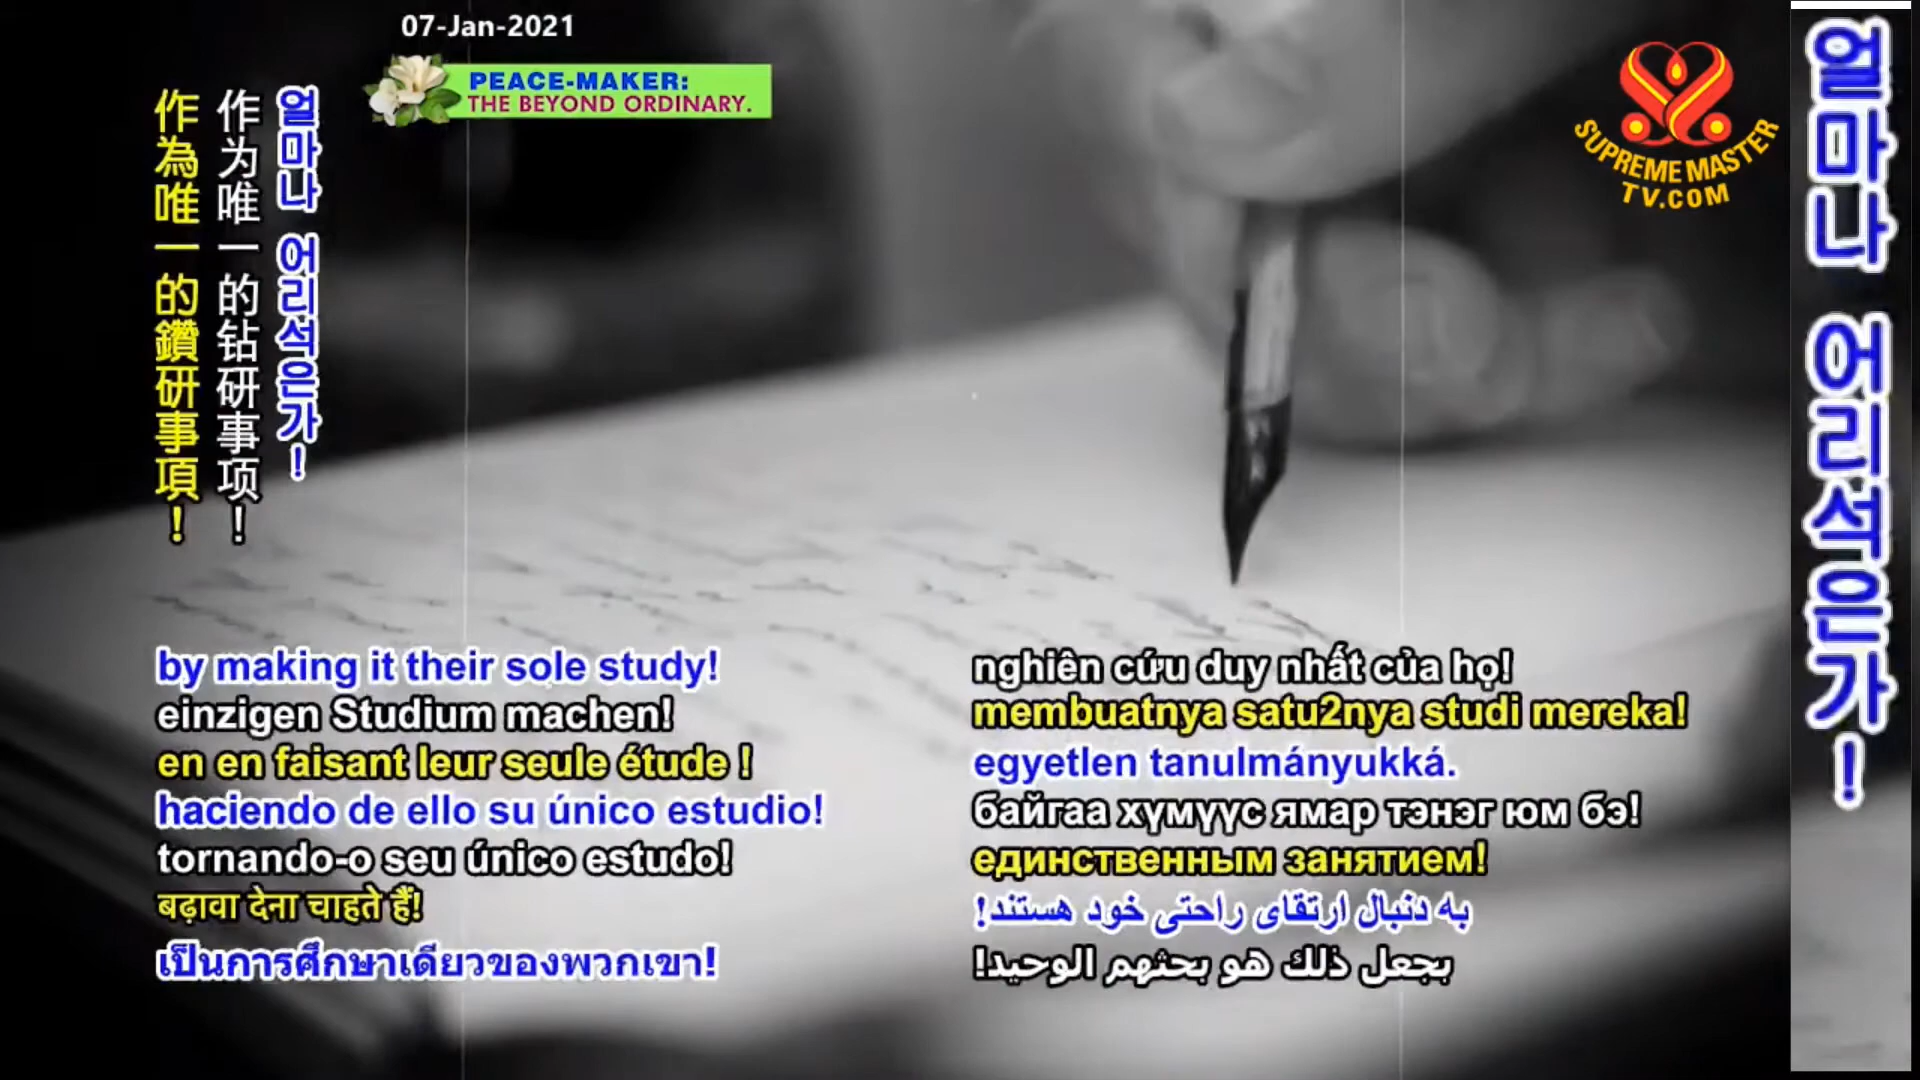 07-Jan-2021
PEACE-MAKER:
THE BEYOND ORDINARY.
SUPREME MASTER
TV.COM
얼마나 어리석은가!
作为唯一的钻研事项!
作為唯一的鑽研事項!
얼마나 어리석은가!
by making it their sole study!
einzigen Studium machen!
en en faisant leur seule étude !
haciendo de ello su único estudio!
tornando-o seu único estudo!
बढ़ावा देना चाहते हैं!
เป็นการศึกษาเดียวของพวกเขา!
nghiên cứu duy nhất của họ!
membuatnya satu2nya studi mereka!
egyetlen tanulmányukká.
байгаа хүмүүс ямар тэнэг юм бэ!
единственным занятием!
به دنبال ارتقای راحتی خود هستند!
بجعل ذلك هو بحثهم الوحيد!